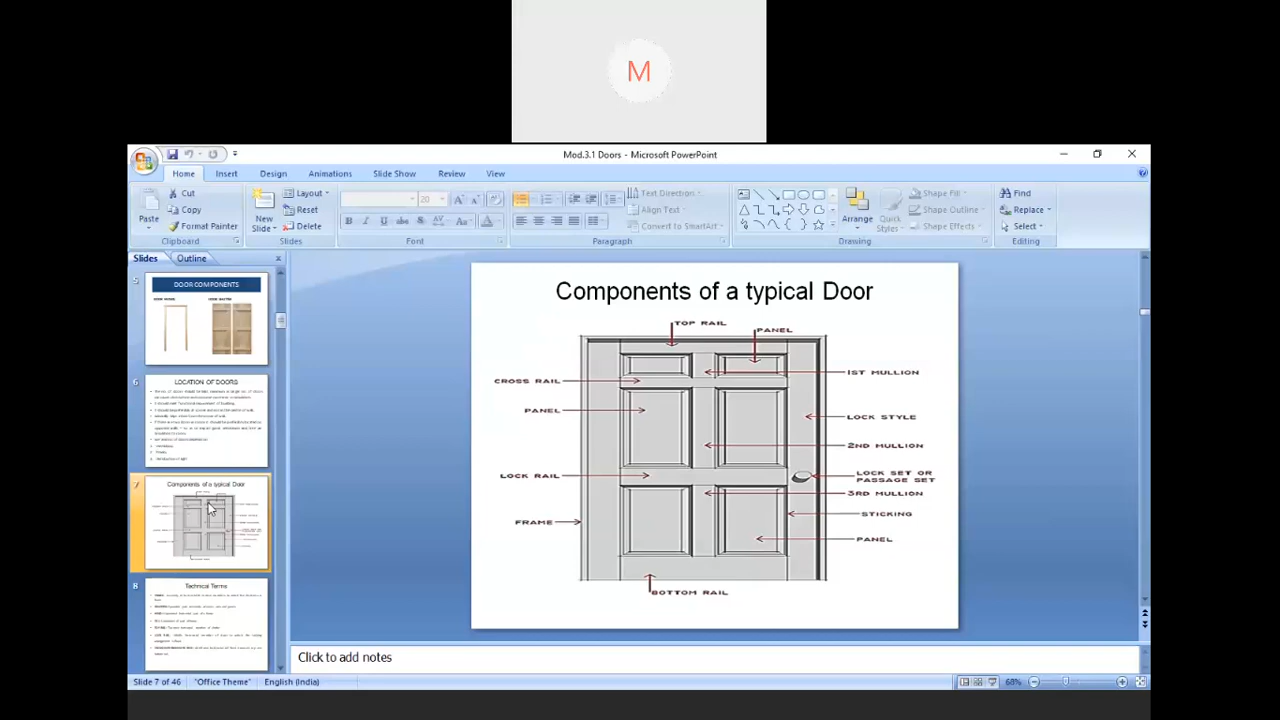 M
Mod.3.1 Doors - Microsoft PowerPoint
Home Insert Design Slide Show Animations Review View
Paste
Cut
Copy
Format Painter
Clipboard
New Slide
Layout
Reset
Delete
Slides
20
B I U abc S AV Aa A
Font
Text Direction
Align Text
Convert to SmartArt
Paragraph
Arrange
Quick Styles
Shape Fill
Shape Outline
Shape Effects
Drawing
Find
Replace
Select
Editing
Slides Outline
5
DOOR COMPONENTS
6
LOCATION OF DOORS
7
Components of a typical Door
8
Technical Terms
Components of a typical Door
TOP RAIL
PANEL
CROSS RAIL
1ST MULLION
PANEL
LOCK STYLE
2ND MULLION
LOCK RAIL
LOCK SET OR
PASSAGE SET
3RD MULLION
FRAME
STICKING
PANEL
BOTTOM RAIL
Click to add notes
Slide 7 of 46 "Office Theme" English (India) 68%